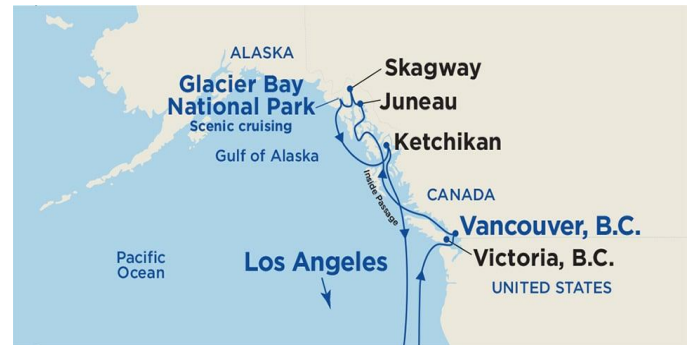 ALASKA
Skagway
Glacier Bay
National Park
Scenic cruising
Juneau
Ketchikan
Gulf of Alaska
Inside Passage
CANADA
Vancouver, B.C.
Victoria, B.C.
Pacific
Ocean
Los Angeles
UNITED STATES